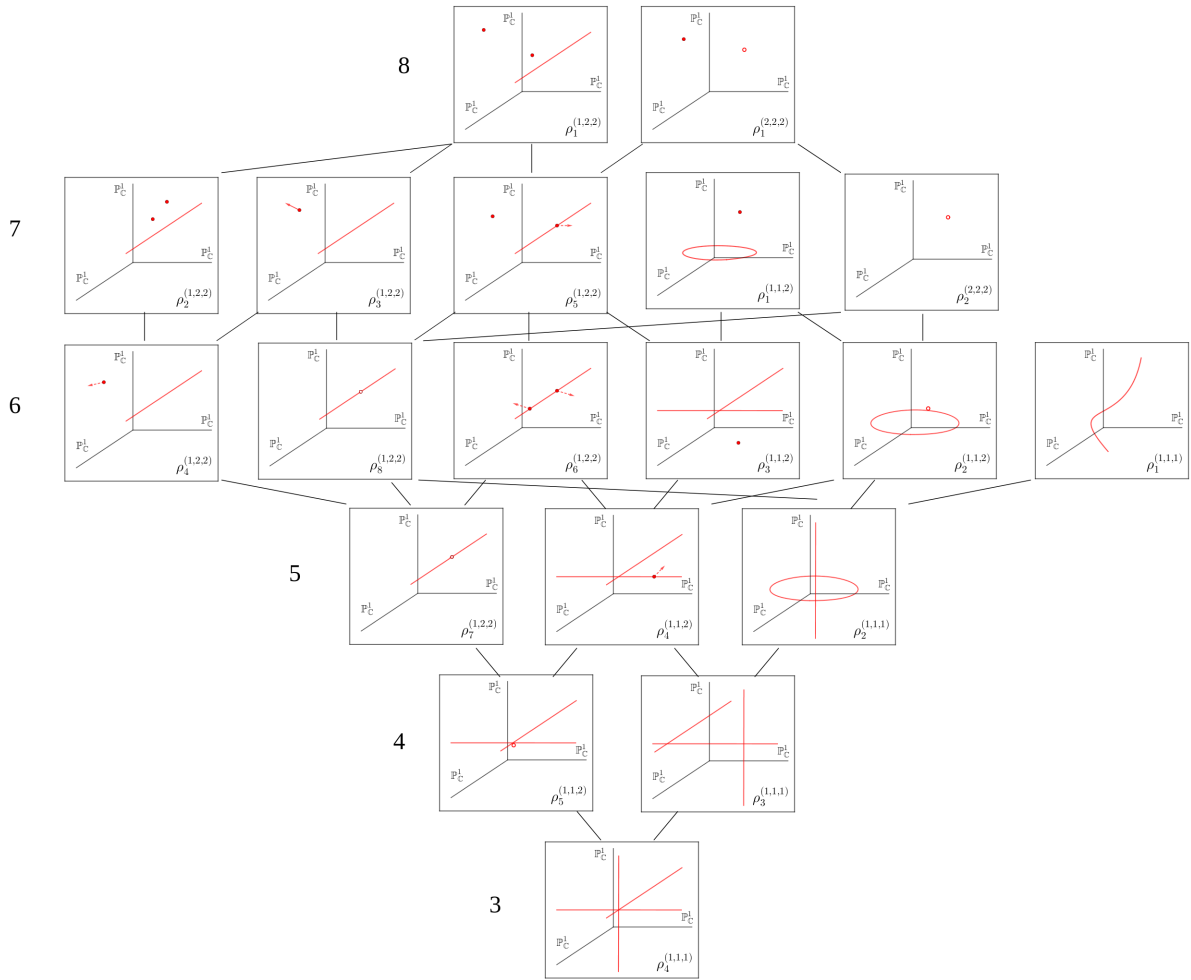 8
ℙ¹_ℂ
ℙ¹_ℂ
ℙ¹_ℂ
ρ₁^(1,2,2)
ℙ¹_ℂ
ℙ¹_ℂ
ℙ¹_ℂ
ρ₁^(2,2,2)
7
ℙ¹_ℂ
ℙ¹_ℂ
ℙ¹_ℂ
ρ₂^(1,2,2)
ℙ¹_ℂ
ℙ¹_ℂ
ℙ¹_ℂ
ρ₃^(1,2,2)
ℙ¹_ℂ
ℙ¹_ℂ
ℙ¹_ℂ
ρ₅^(1,2,2)
ℙ¹_ℂ
ℙ¹_ℂ
ℙ¹_ℂ
ρ₁^(1,1,2)
ℙ¹_ℂ
ℙ¹_ℂ
ℙ¹_ℂ
ρ₂^(2,2,2)
6
ℙ¹_ℂ
ℙ¹_ℂ
ℙ¹_ℂ
ρ₄^(1,2,2)
ℙ¹_ℂ
ℙ¹_ℂ
ℙ¹_ℂ
ρ₈^(1,2,2)
ℙ¹_ℂ
ℙ¹_ℂ
ℙ¹_ℂ
ρ₆^(1,2,2)
ℙ¹_ℂ
ℙ¹_ℂ
ℙ¹_ℂ
ρ₃^(1,1,2)
ℙ¹_ℂ
ℙ¹_ℂ
ℙ¹_ℂ
ρ₂^(1,1,2)
ℙ¹_ℂ
ℙ¹_ℂ
ℙ¹_ℂ
ρ₁^(1,1,1)
5
ℙ¹_ℂ
ℙ¹_ℂ
ℙ¹_ℂ
ρ₇^(1,2,2)
ℙ¹_ℂ
ℙ¹_ℂ
ℙ¹_ℂ
ρ₄^(1,1,2)
ℙ¹_ℂ
ℙ¹_ℂ
ℙ¹_ℂ
ρ₂^(1,1,1)
4
ℙ¹_ℂ
ℙ¹_ℂ
ℙ¹_ℂ
ρ₅^(1,1,2)
ℙ¹_ℂ
ℙ¹_ℂ
ℙ¹_ℂ
ρ₃^(1,1,1)
3
ℙ¹_ℂ
ℙ¹_ℂ
ℙ¹_ℂ
ρ₄^(1,1,1)